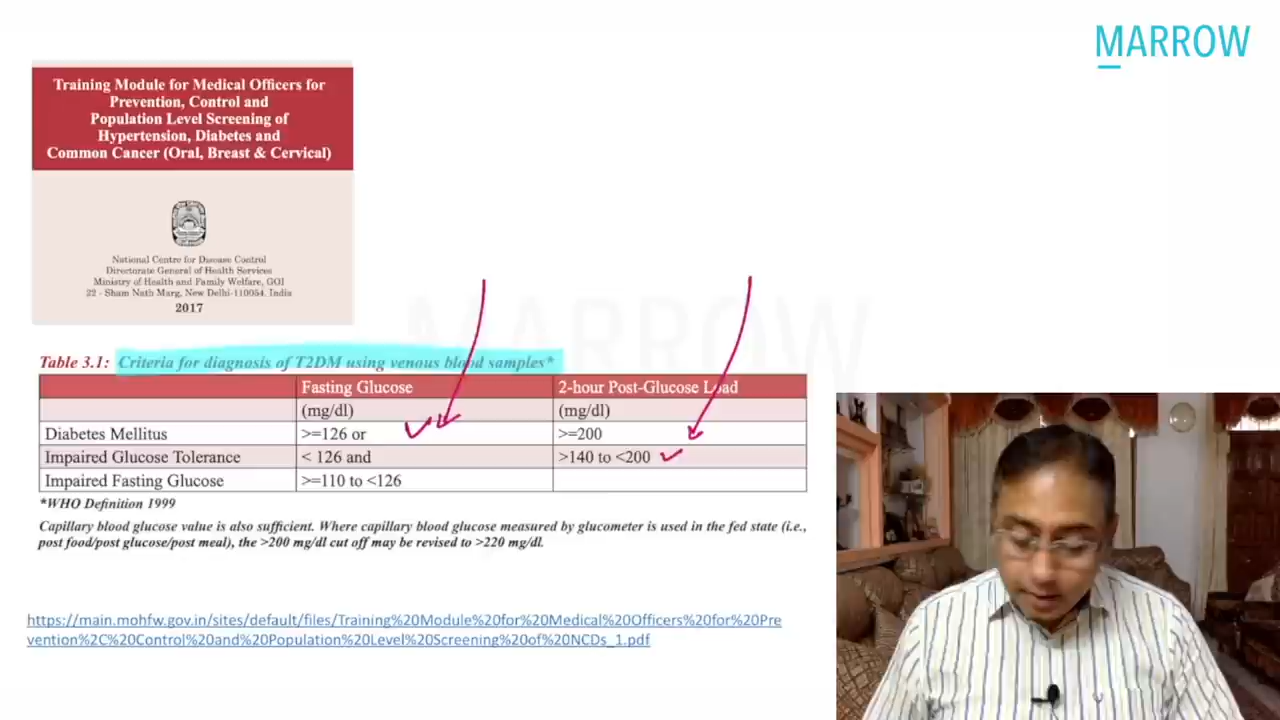 MARROW
Training Module for Medical Officers for
Prevention, Control and
Population Level Screening of
Hypertension, Diabetes and
Common Cancer (Oral, Breast & Cervical)
National Centre for Disease Control
Directorate General of Health Services
Ministry of Health and Family Welfare, GOI
22 - Sham Nath Marg, New Delhi-110054, India
2017
MARROW
Table 3.1: Criteria for diagnosis of T2DM using venous blood samples*
Fasting Glucose 2-hour Post-Glucose Load
(mg/dl) (mg/dl)
Diabetes Mellitus >=126 or >=200
Impaired Glucose Tolerance < 126 and >140 to <200
Impaired Fasting Glucose >=110 to <126
*WHO Definition 1999
Capillary blood glucose value is also sufficient. Where capillary blood glucose measured by glucometer is used in the fed state (i.e.,
post food/post glucose/post meal), the >200 mg/dl cut off may be revised to >220 mg/dl.
https://main.mohfw.gov.in/sites/default/files/Training%20Module%20for%20Medical%20Officers%20for%20Pre
vention%2C%20Control%20and%20Population%20Level%20Screening%20of%20NCDs_1.pdf